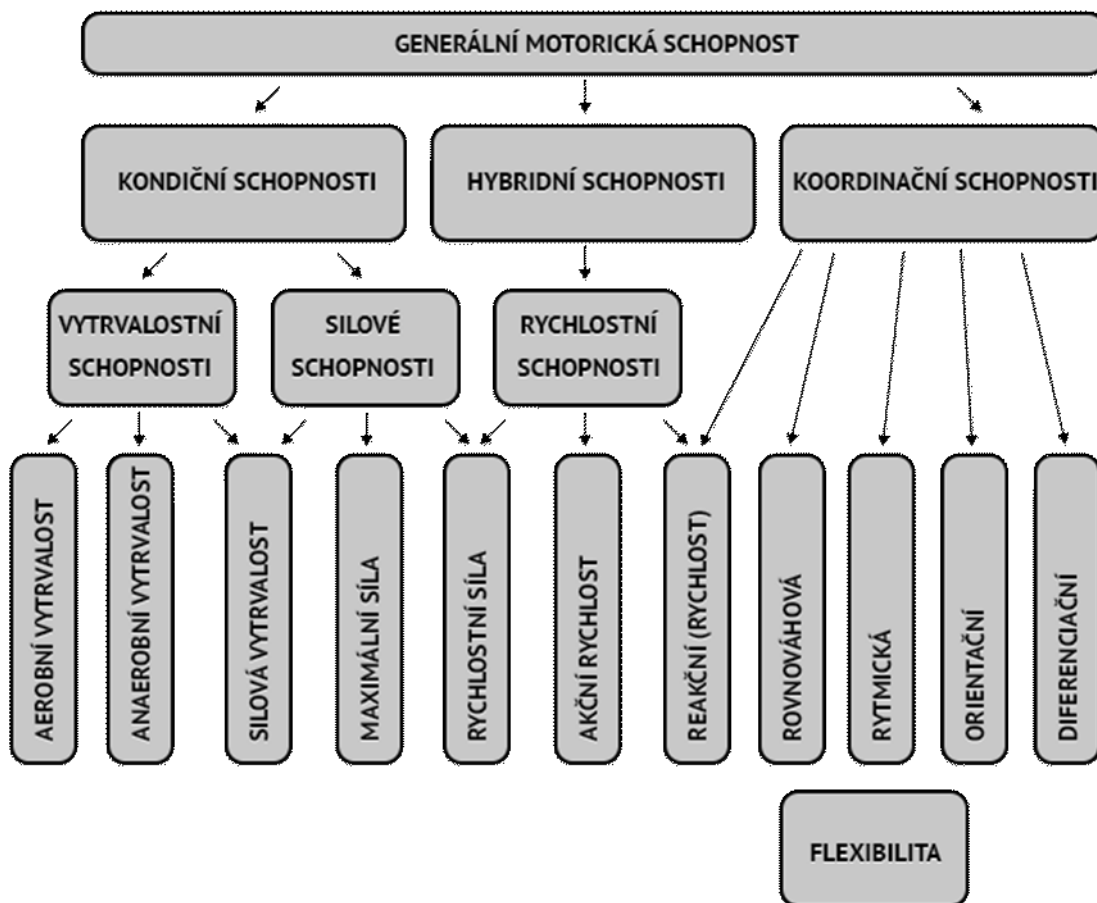 GENERÁLNÍ MOTORICKÁ SCHOPNOST
KONDIČNÍ SCHOPNOSTI
HYBRIDNÍ SCHOPNOSTI
KOORDINAČNÍ SCHOPNOSTI
VYTRVALOSTNÍ
SCHOPNOSTI
SILOVÉ
SCHOPNOSTI
RYCHLOSTNÍ
SCHOPNOSTI
AEROBNÍ VYTRVALOST
ANAEROBNÍ VYTRVALOST
SILOVÁ VYTRVALOST
MAXIMÁLNÍ SÍLA
RYCHLOSTNÍ SÍLA
AKČNÍ RYCHLOST
REAKČNÍ (RYCHLOST)
ROVNOVÁHOVÁ
RYTMICKÁ
ORIENTAČNÍ
DIFERENCIAČNÍ
FLEXIBILITA